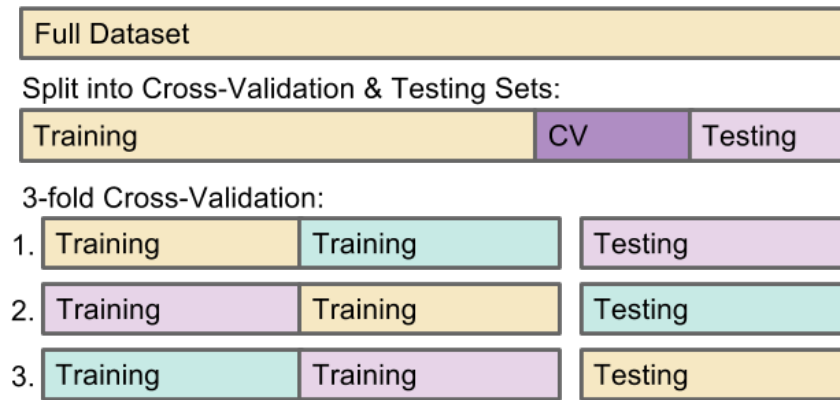 Full Dataset
Split into Cross-Validation & Testing Sets:
Training CV Testing
3-fold Cross-Validation:
1. Training Training Testing
2. Training Training Testing
3. Training Training Testing